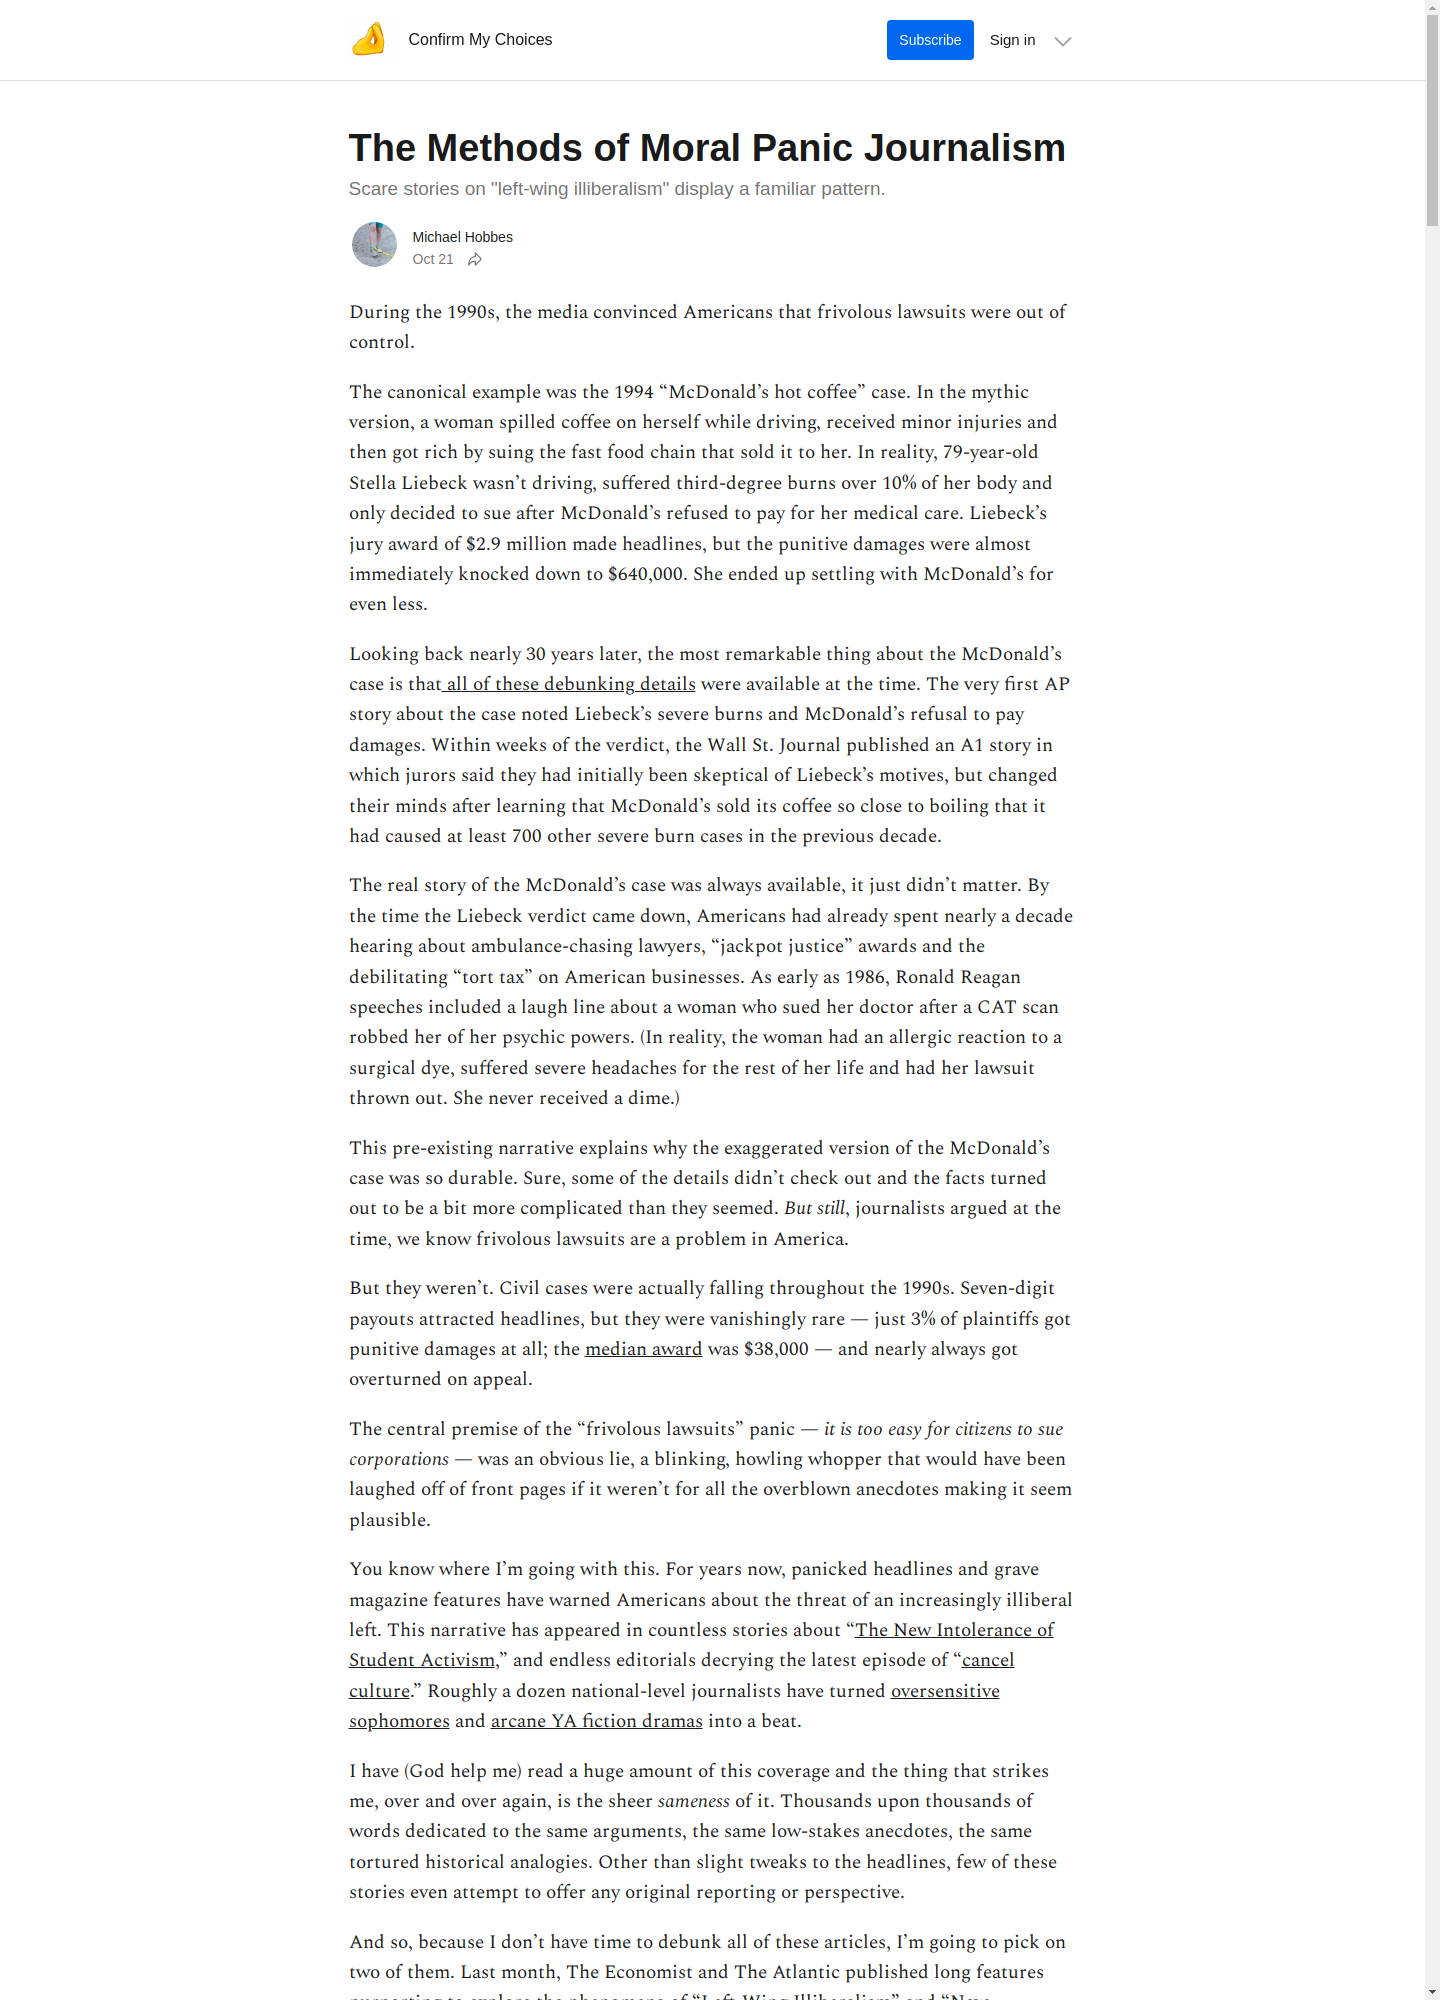 Confirm My Choices
Subscribe
Sign in
The Methods of Moral Panic Journalism
Scare stories on "left-wing illiberalism" display a familiar pattern.
Michael Hobbes
Oct 21
During the 1990s, the media convinced Americans that frivolous lawsuits were out of
control.
The canonical example was the 1994 “McDonald’s hot coffee” case. In the mythic
version, a woman spilled coffee on herself while driving, received minor injuries and
then got rich by suing the fast food chain that sold it to her. In reality, 79-year-old
Stella Liebeck wasn’t driving, suffered third-degree burns over 10% of her body and
only decided to sue after McDonald’s refused to pay for her medical care. Liebeck’s
jury award of $2.9 million made headlines, but the punitive damages were almost
immediately knocked down to $640,000. She ended up settling with McDonald’s for
even less.
Looking back nearly 30 years later, the most remarkable thing about the McDonald’s
case is that all of these debunking details were available at the time. The very first AP
story about the case noted Liebeck’s severe burns and McDonald’s refusal to pay
damages. Within weeks of the verdict, the Wall St. Journal published an A1 story in
which jurors said they had initially been skeptical of Liebeck’s motives, but changed
their minds after learning that McDonald’s sold its coffee so close to boiling that it
had caused at least 700 other severe burn cases in the previous decade.
The real story of the McDonald’s case was always available, it just didn’t matter. By
the time the Liebeck verdict came down, Americans had already spent nearly a decade
hearing about ambulance-chasing lawyers, “jackpot justice” awards and the
debilitating “tort tax” on American businesses. As early as 1986, Ronald Reagan
speeches included a laugh line about a woman who sued her doctor after a CAT scan
robbed her of her psychic powers. (In reality, the woman had an allergic reaction to a
surgical dye, suffered severe headaches for the rest of her life and had her lawsuit
thrown out. She never received a dime.)
This pre-existing narrative explains why the exaggerated version of the McDonald’s
case was so durable. Sure, some of the details didn’t check out and the facts turned
out to be a bit more complicated than they seemed. But still, journalists argued at the
time, we know frivolous lawsuits are a problem in America.
But they weren’t. Civil cases were actually falling throughout the 1990s. Seven-digit
payouts attracted headlines, but they were vanishingly rare — just 3% of plaintiffs got
punitive damages at all; the median award was $38,000 — and nearly always got
overturned on appeal.
The central premise of the “frivolous lawsuits” panic — it is too easy for citizens to sue
corporations — was an obvious lie, a blinking, howling whopper that would have been
laughed off of front pages if it weren’t for all the overblown anecdotes making it seem
plausible.
You know where I’m going with this. For years now, panicked headlines and grave
magazine features have warned Americans about the threat of an increasingly illiberal
left. This narrative has appeared in countless stories about “The New Intolerance of
Student Activism,” and endless editorials decrying the latest episode of “cancel
culture.” Roughly a dozen national-level journalists have turned oversensitive
sophomores and arcane YA fiction dramas into a beat.
I have (God help me) read a huge amount of this coverage and the thing that strikes
me, over and over again, is the sheer sameness of it. Thousands upon thousands of
words dedicated to the same arguments, the same low-stakes anecdotes, the same
tortured historical analogies. Other than slight tweaks to the headlines, few of these
stories even attempt to offer any original reporting or perspective.
And so, because I don’t have time to debunk all of these articles, I’m going to pick on
two of them. Last month, The Economist and The Atlantic published long features
purporting to explore the phenomena of “Left-Wing Illiberalism” and “New